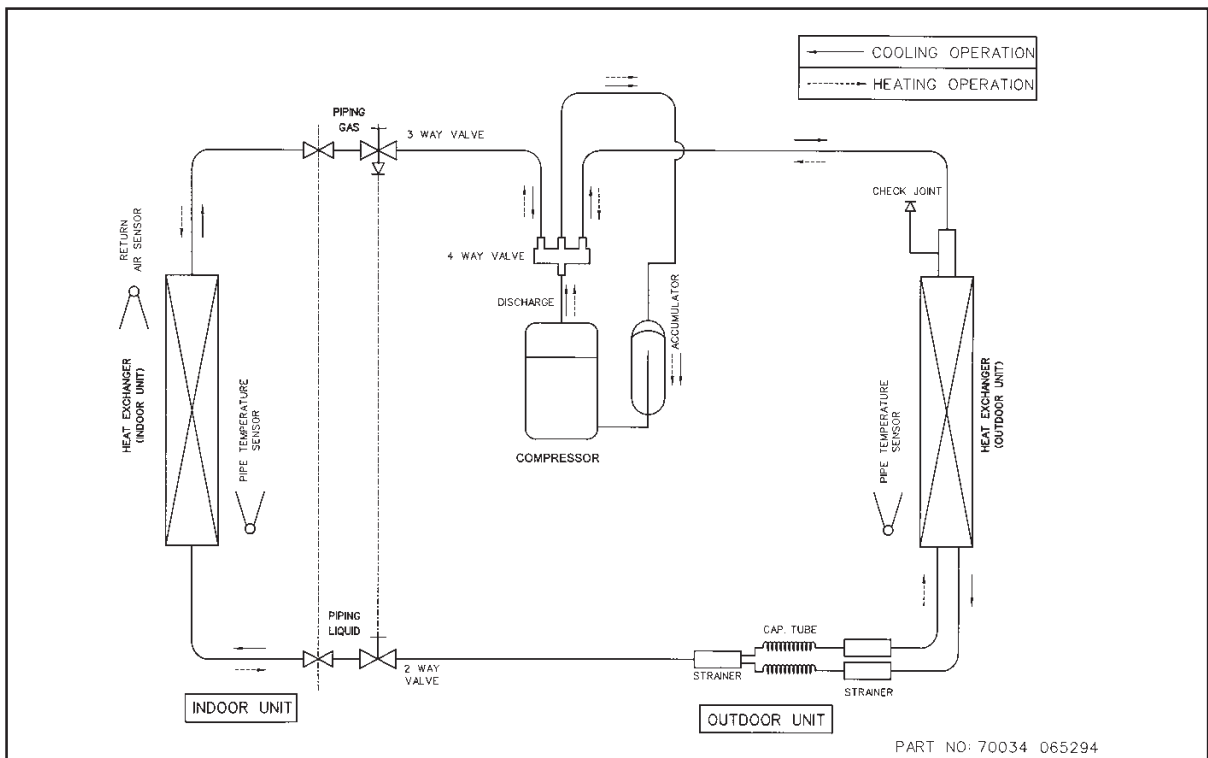 COOLING OPERATION
HEATING OPERATION
PIPING
GAS
3 WAY VALVE
CHECK JOINT
RETURN
AIR SENSOR
4 WAY VALVE
DISCHARGE
ACCUMULATOR
HEAT EXCHANGER
(INDOOR UNIT)
PIPE TEMPERATURE
SENSOR
COMPRESSOR
PIPE TEMPERATURE
SENSOR
HEAT EXCHANGER
(OUTDOOR UNIT)
PIPING
LIQUID
2 WAY
VALVE
CAP. TUBE
STRAINER
STRAINER
INDOOR UNIT
OUTDOOR UNIT
PART NO: 70034 065294